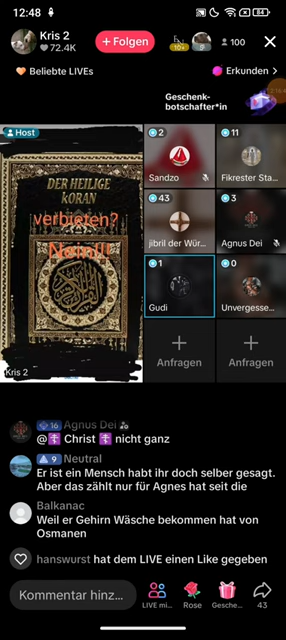 12:48
84
Kris 2
72.4K
+ Folgen
10+
100
Beliebte LIVEs
Erkunden >
Geschenk-
botschafter*in
Host
DER HEILIGE
KORAN
verbieten?
Nein!!!
Kris 2
2
Sandzo
11
Fikrester Sta...
43
jibril der Wür...
3
Agnus Dei
1
Gudi
0
Unvergesse...
Anfragen
Anfragen
16 Agnus Dei
@☦️ Christ ☦️ nicht ganz
9 Neutral
Er ist ein Mensch habt ihr doch selber gesagt.
Aber das zählt nur für Agnes hat seit die
Balkanac
Weil er Gehirn Wäsche bekommen hat von
Osmanen
hanswurst hat dem LIVE einen Like gegeben
Kommentar hinz...
LIVE mi...
Rose
Gesche...
43